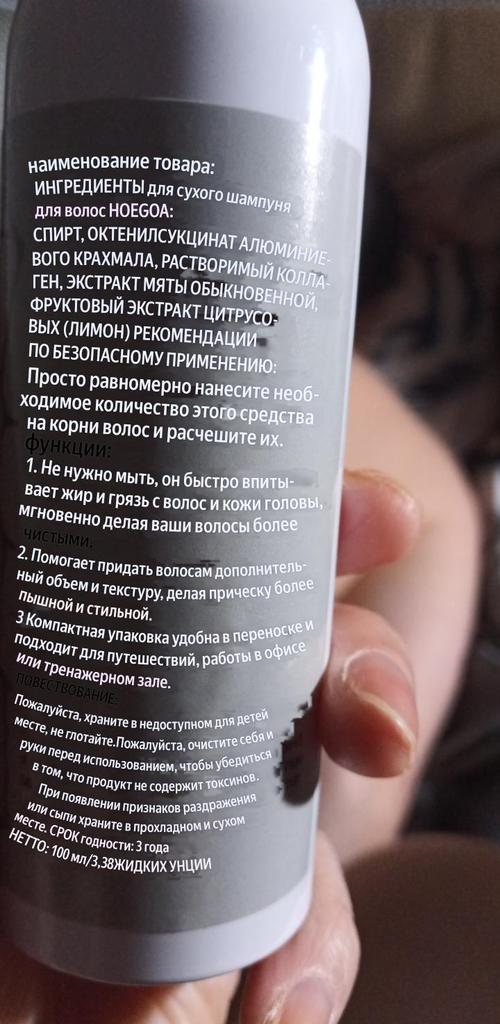 наименование товара:
ИНГРЕДИЕНТЫ для сухого шампуня
для волос HOEGOA:
СПИРТ, ОКТЕНИЛСУКЦИНАТ АЛЮМИНИЕ-
ВОГО КРАХМАЛА, РАСТВОРИМЫЙ КОЛЛА-
ГЕН, ЭКСТРАКТ МЯТЫ ОБЫКНОВЕННОЙ,
ФРУКТОВЫЙ ЭКСТРАКТ ЦИТРУСО-
ВЫХ (ЛИМОН) РЕКОМЕНДАЦИИ
ПО БЕЗОПАСНОМУ ПРИМЕНЕНИЮ:
Просто равномерно нанесите необ-
ходимое количество этого средства
на корни волос и расчешите их.
функции:
1. Не нужно мыть, он быстро впиты-
вает жир и грязь с волос и кожи головы,
мгновенно делая ваши волосы более
чистыми.
2. Помогает придать волосам дополнитель-
ный объем и текстуру, делая прическу более
пышной и стильной.
3 Компактная упаковка удобна в переноске и
подходит для путешествий, работы в офисе
или тренажерном зале.
ПОВЕСТВОВАНИЕ:
Пожалуйста, храните в недоступном для детей
месте, не глотайте.Пожалуйста, очистите себя и
руки перед использованием, чтобы убедиться
в том, что продукт не содержит токсинов.
При появлении признаков раздражения
или сыпи храните в прохладном и сухом
месте. СРОК годности: 3 года
НЕТТО: 100 мл/3,38ЖИДКИХ УНЦИИ